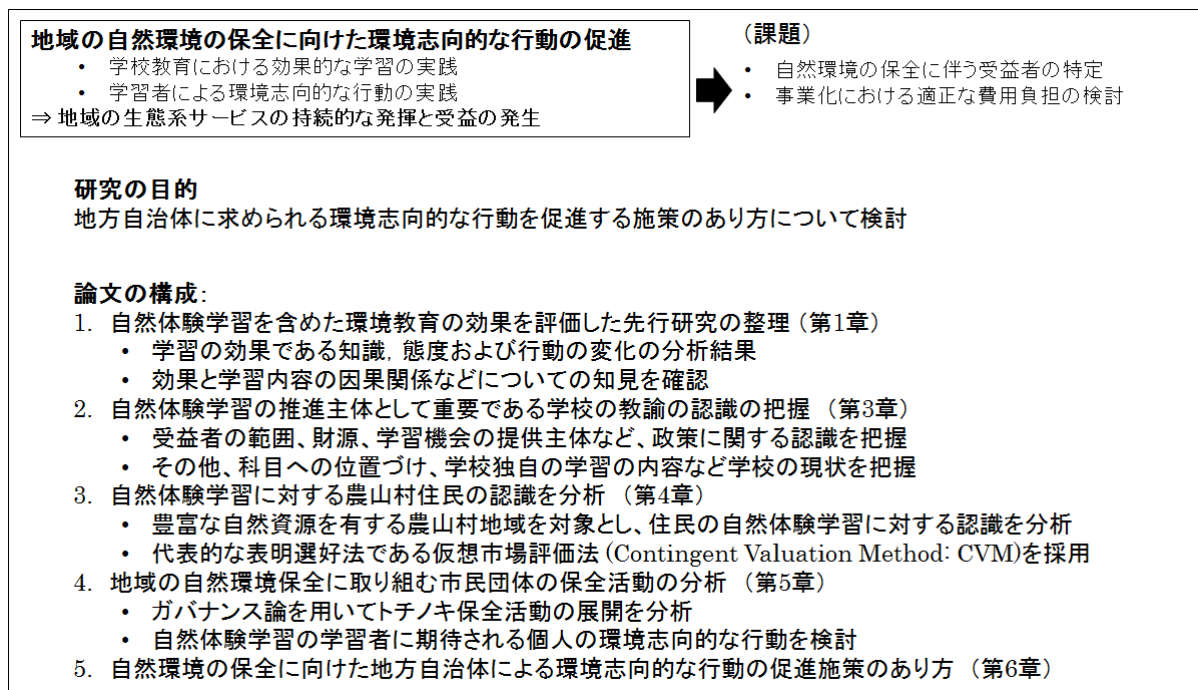 地域の自然環境の保全に向けた環境志向的な行動の促進
• 学校教育における効果的な学習の実践
• 学習者による環境志向的な行動の実践
⇒ 地域の生態系サービスの持続的な発揮と受益の発生
（課題）
• 自然環境の保全に伴う受益者の特定
• 事業化における適正な費用負担の検討
研究の目的
地方自治体に求められる環境志向的な行動を促進する施策のあり方について検討
論文の構成:
1. 自然体験学習を含めた環境教育の効果を評価した先行研究の整理（第1章）
• 学習の効果である知識, 態度および行動の変化の分析結果
• 効果と学習内容の因果関係などについての知見を確認
2. 自然体験学習の推進主体として重要である学校の教諭の認識の把握 （第3章）
• 受益者の範囲、財源、学習機会の提供主体など、政策に関する認識を把握
• その他、科目への位置づけ、学校独自の学習の内容など学校の現状を把握
3. 自然体験学習に対する農山村住民の認識を分析 （第4章）
• 豊富な自然資源を有する農山村地域を対象とし、住民の自然体験学習に対する認識を分析
• 代表的な表明選好法である仮想市場評価法 (Contingent Valuation Method: CVM)を採用
4. 地域の自然環境保全に取り組む市民団体の保全活動の分析 （第5章）
• ガバナンス論を用いてトチノキ保全活動の展開を分析
• 自然体験学習の学習者に期待される個人の環境志向的な行動を検討
5. 自然環境の保全に向けた地方自治体による環境志向的な行動の促進施策のあり方 （第6章）